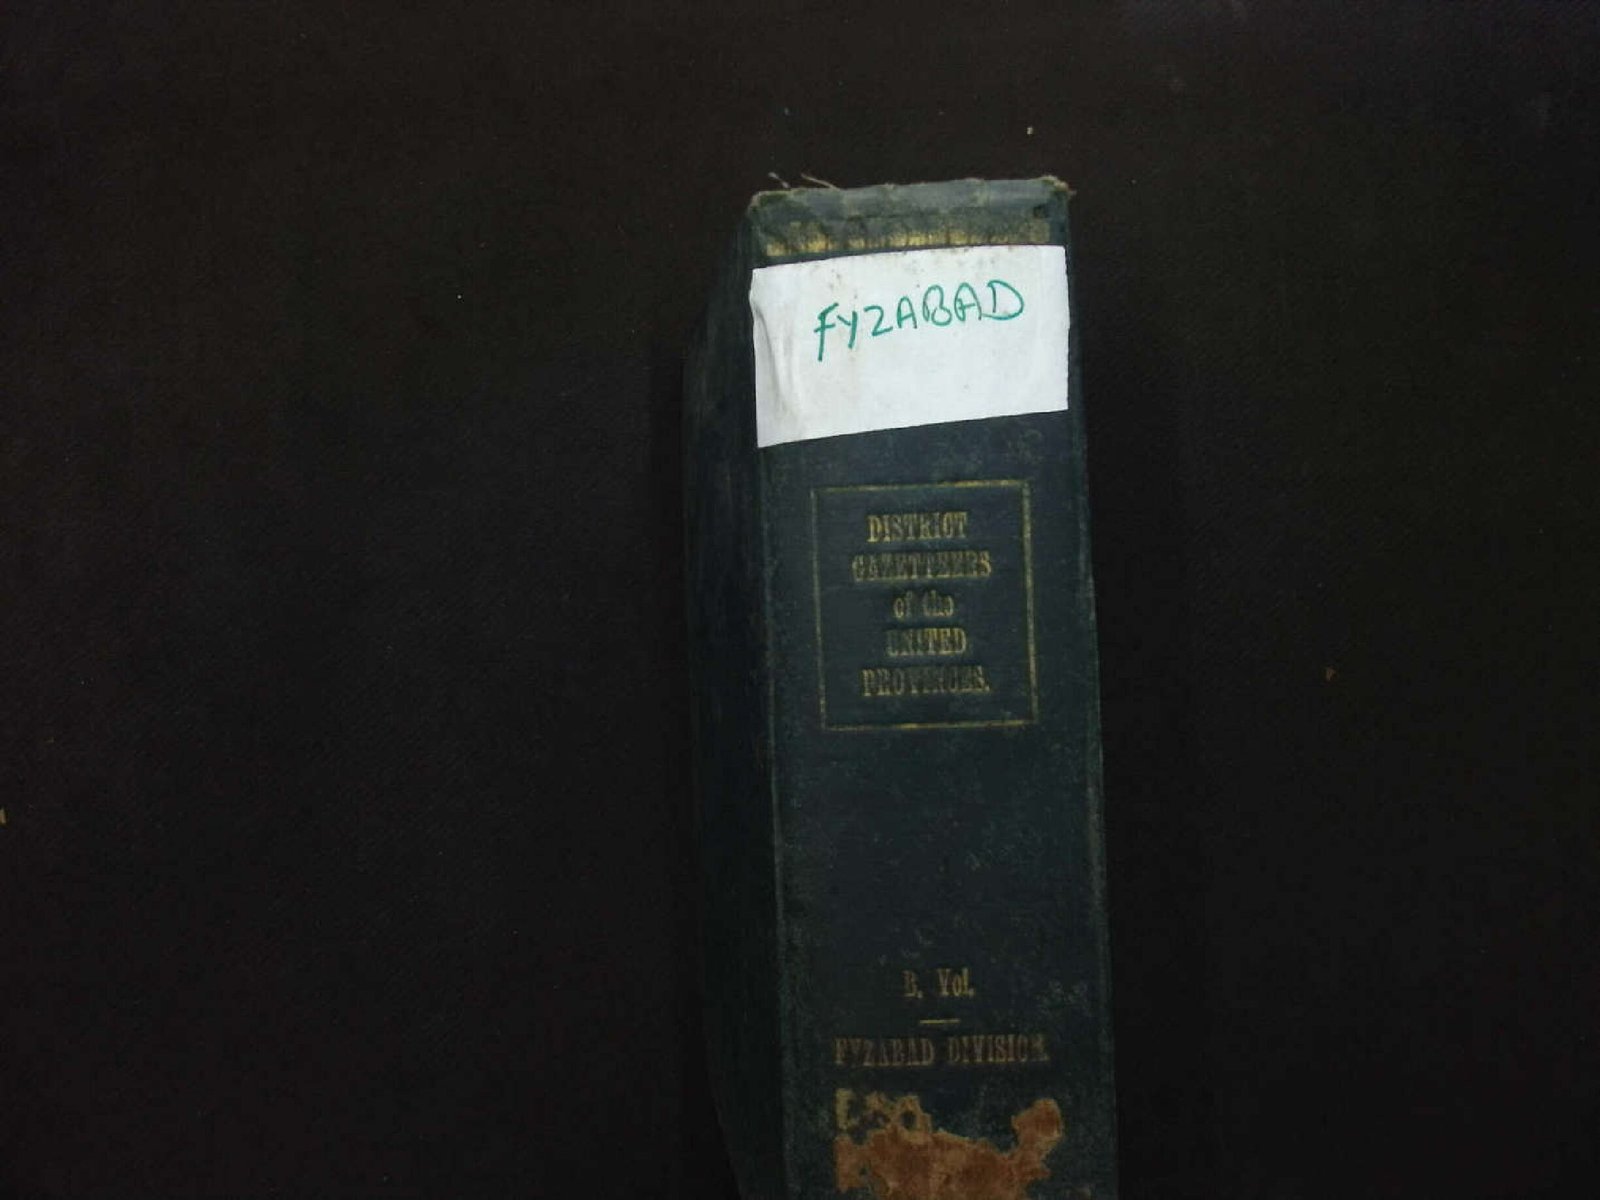 FYZABAD
DISTRICT
GAZETTEERS
of the
UNITED
PROVINCES.
B. Vol.
FYZABAD DIVISION.